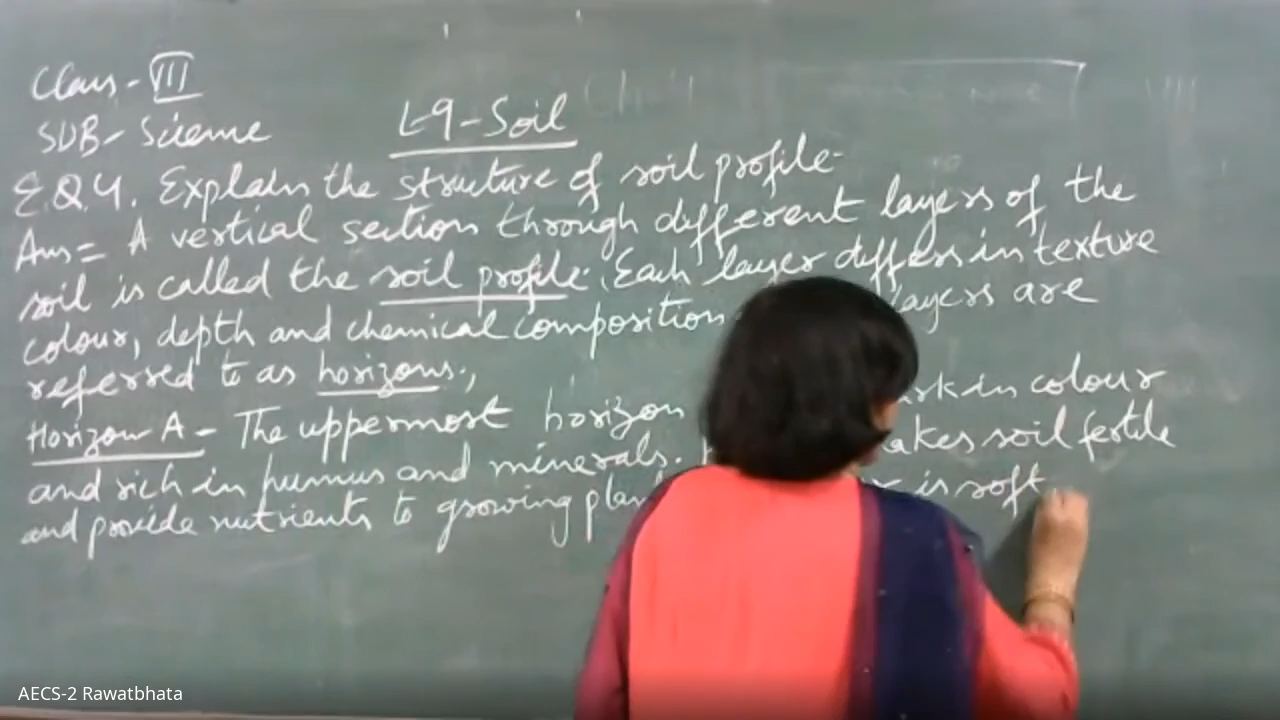 Class - VII
SUB - Science
L-9 - Soil
E.Q 4. Explain the structure of soil profile-
Ans = A vertical section through different layers of the
soil is called the soil profile. Each layer differs in texture
colour, depth and chemical composition layers are
referred to as horizons.,
Horizon A - The uppermost horizon in colour
and rich in humus and minerals. soil fertile
and provide nutrients to growing is soft
AECS-2 Rawatbhata